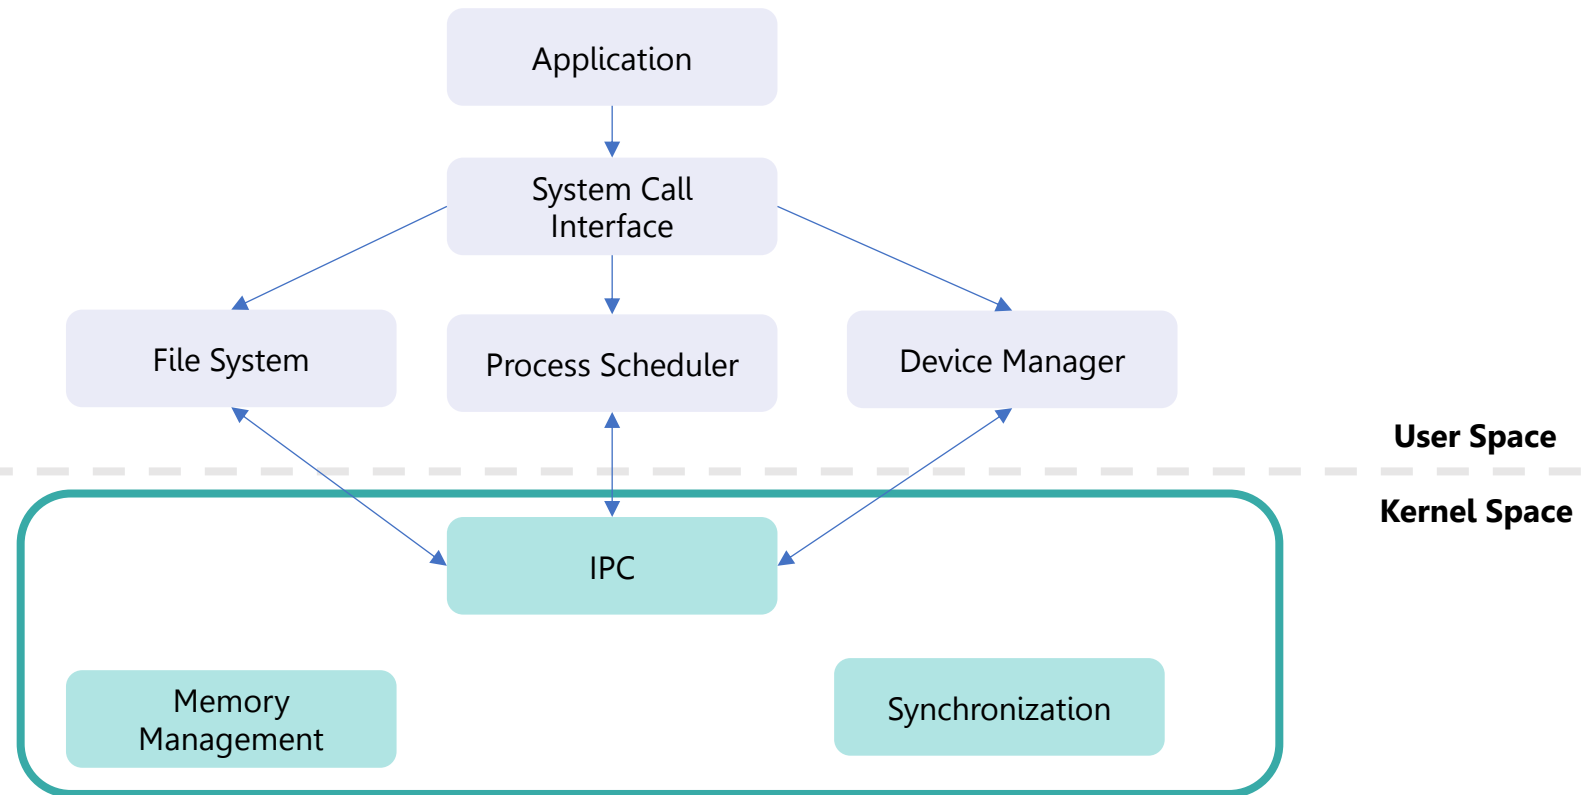 Application
System Call
Interface
File System
Process Scheduler
Device Manager
User Space
Kernel Space
IPC
Memory
Management
Synchronization